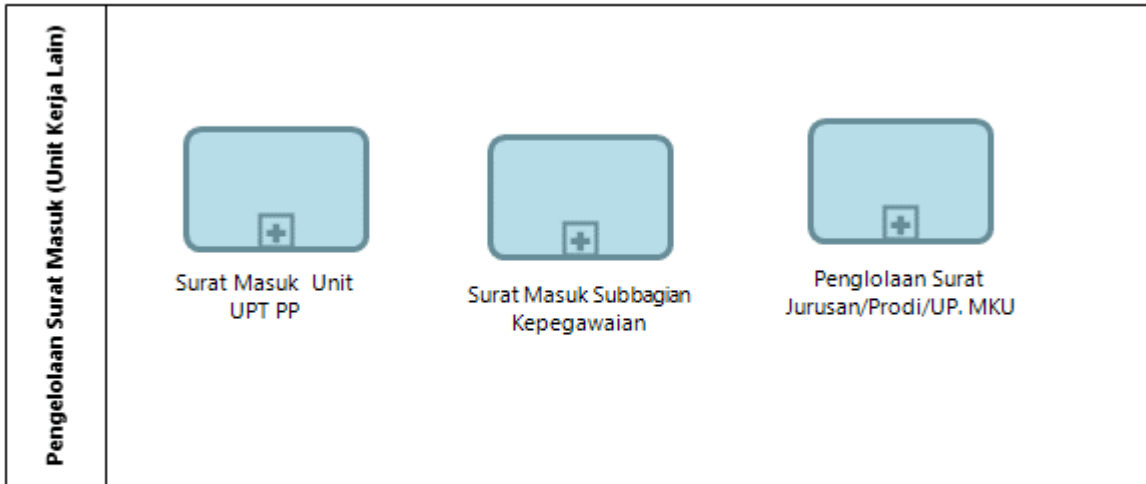 Pengelolaan Surat Masuk (Unit Kerja Lain)
Surat Masuk Unit
UPT PP
Surat Masuk Subbagian
Kepegawaian
Penglolaan Surat
Jurusan/Prodi/UP. MKU